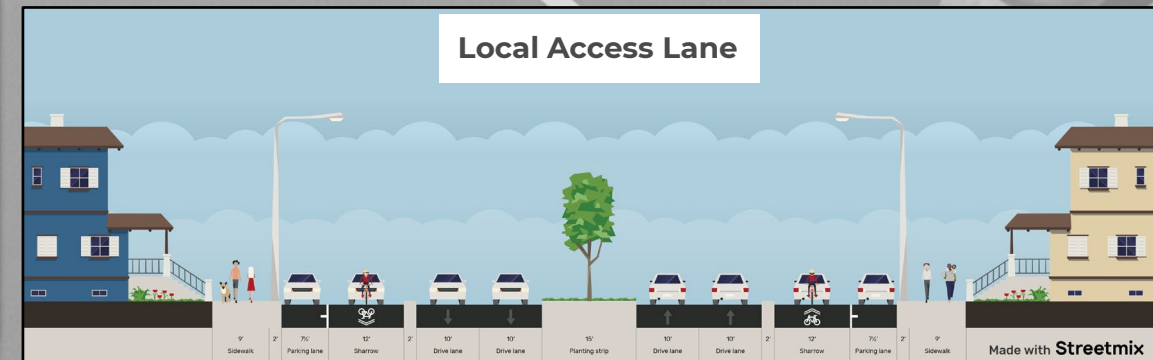 Local Access Lane
9' 2' 7½' 12' 2' 10' 10' 15' 10' 10' 2' 12' 7½' 2' 9'
Sidewalk Parking lane Sharrow Drive lane Drive lane Planting strip Drive lane Drive lane Sharrow Parking lane Sidewalk
Made with Streetmix